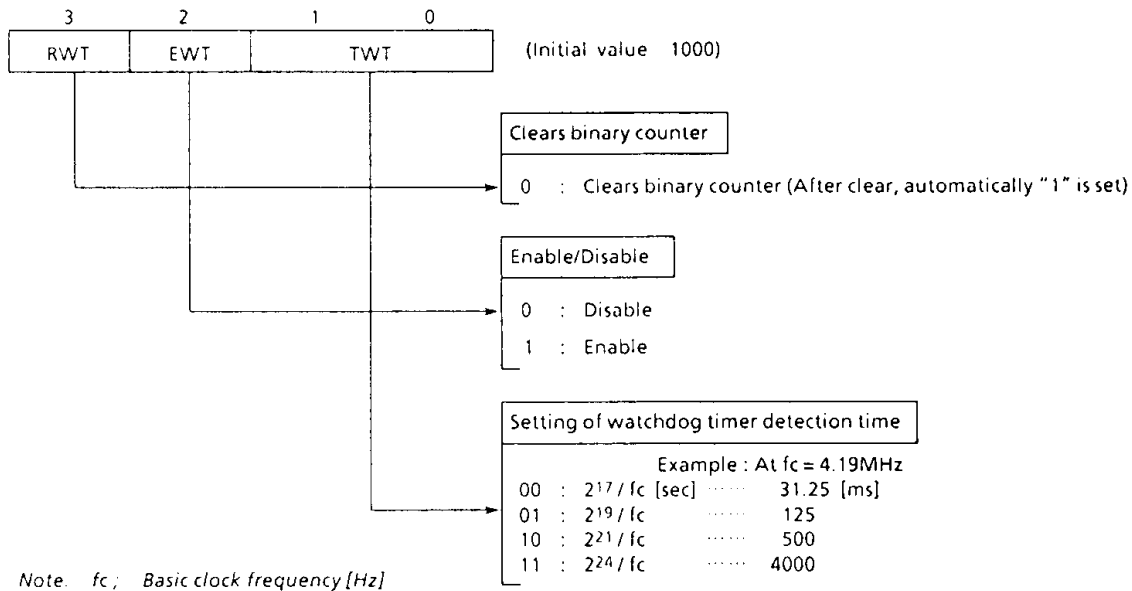 3 2 1 0
RWT EWT TWT (Initial value 1000)
Clears binary counter
0 : Clears binary counter (After clear, automatically "1" is set)
Enable/Disable
0 : Disable
1 : Enable
Setting of watchdog timer detection time
Example : At fc = 4.19MHz
00 : 2¹⁷/ fc [sec] ······ 31.25 [ms]
01 : 2¹⁹/ fc ······ 125
10 : 2²¹/ fc ······ 500
11 : 2²⁴/ fc ······ 4000
Note. fc ; Basic clock frequency [Hz]